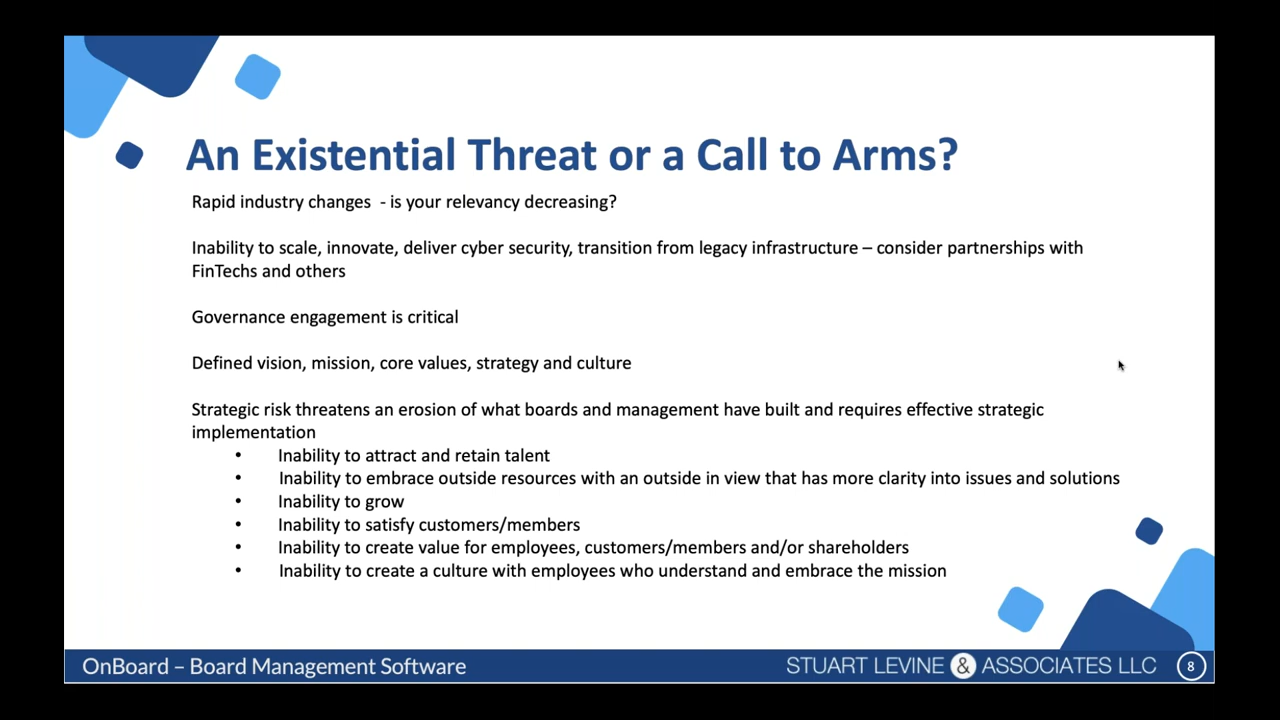 An Existential Threat or a Call to Arms?
Rapid industry changes  - is your relevancy decreasing?
Inability to scale, innovate, deliver cyber security, transition from legacy infrastructure – consider partnerships with
FinTechs and others
Governance engagement is critical
Defined vision, mission, core values, strategy and culture
Strategic risk threatens an erosion of what boards and management have built and requires effective strategic
implementation
• Inability to attract and retain talent
• Inability to embrace outside resources with an outside in view that has more clarity into issues and solutions
• Inability to grow
• Inability to satisfy customers/members
• Inability to create value for employees, customers/members and/or shareholders
• Inability to create a culture with employees who understand and embrace the mission
OnBoard – Board Management Software
STUART LEVINE & ASSOCIATES LLC
8